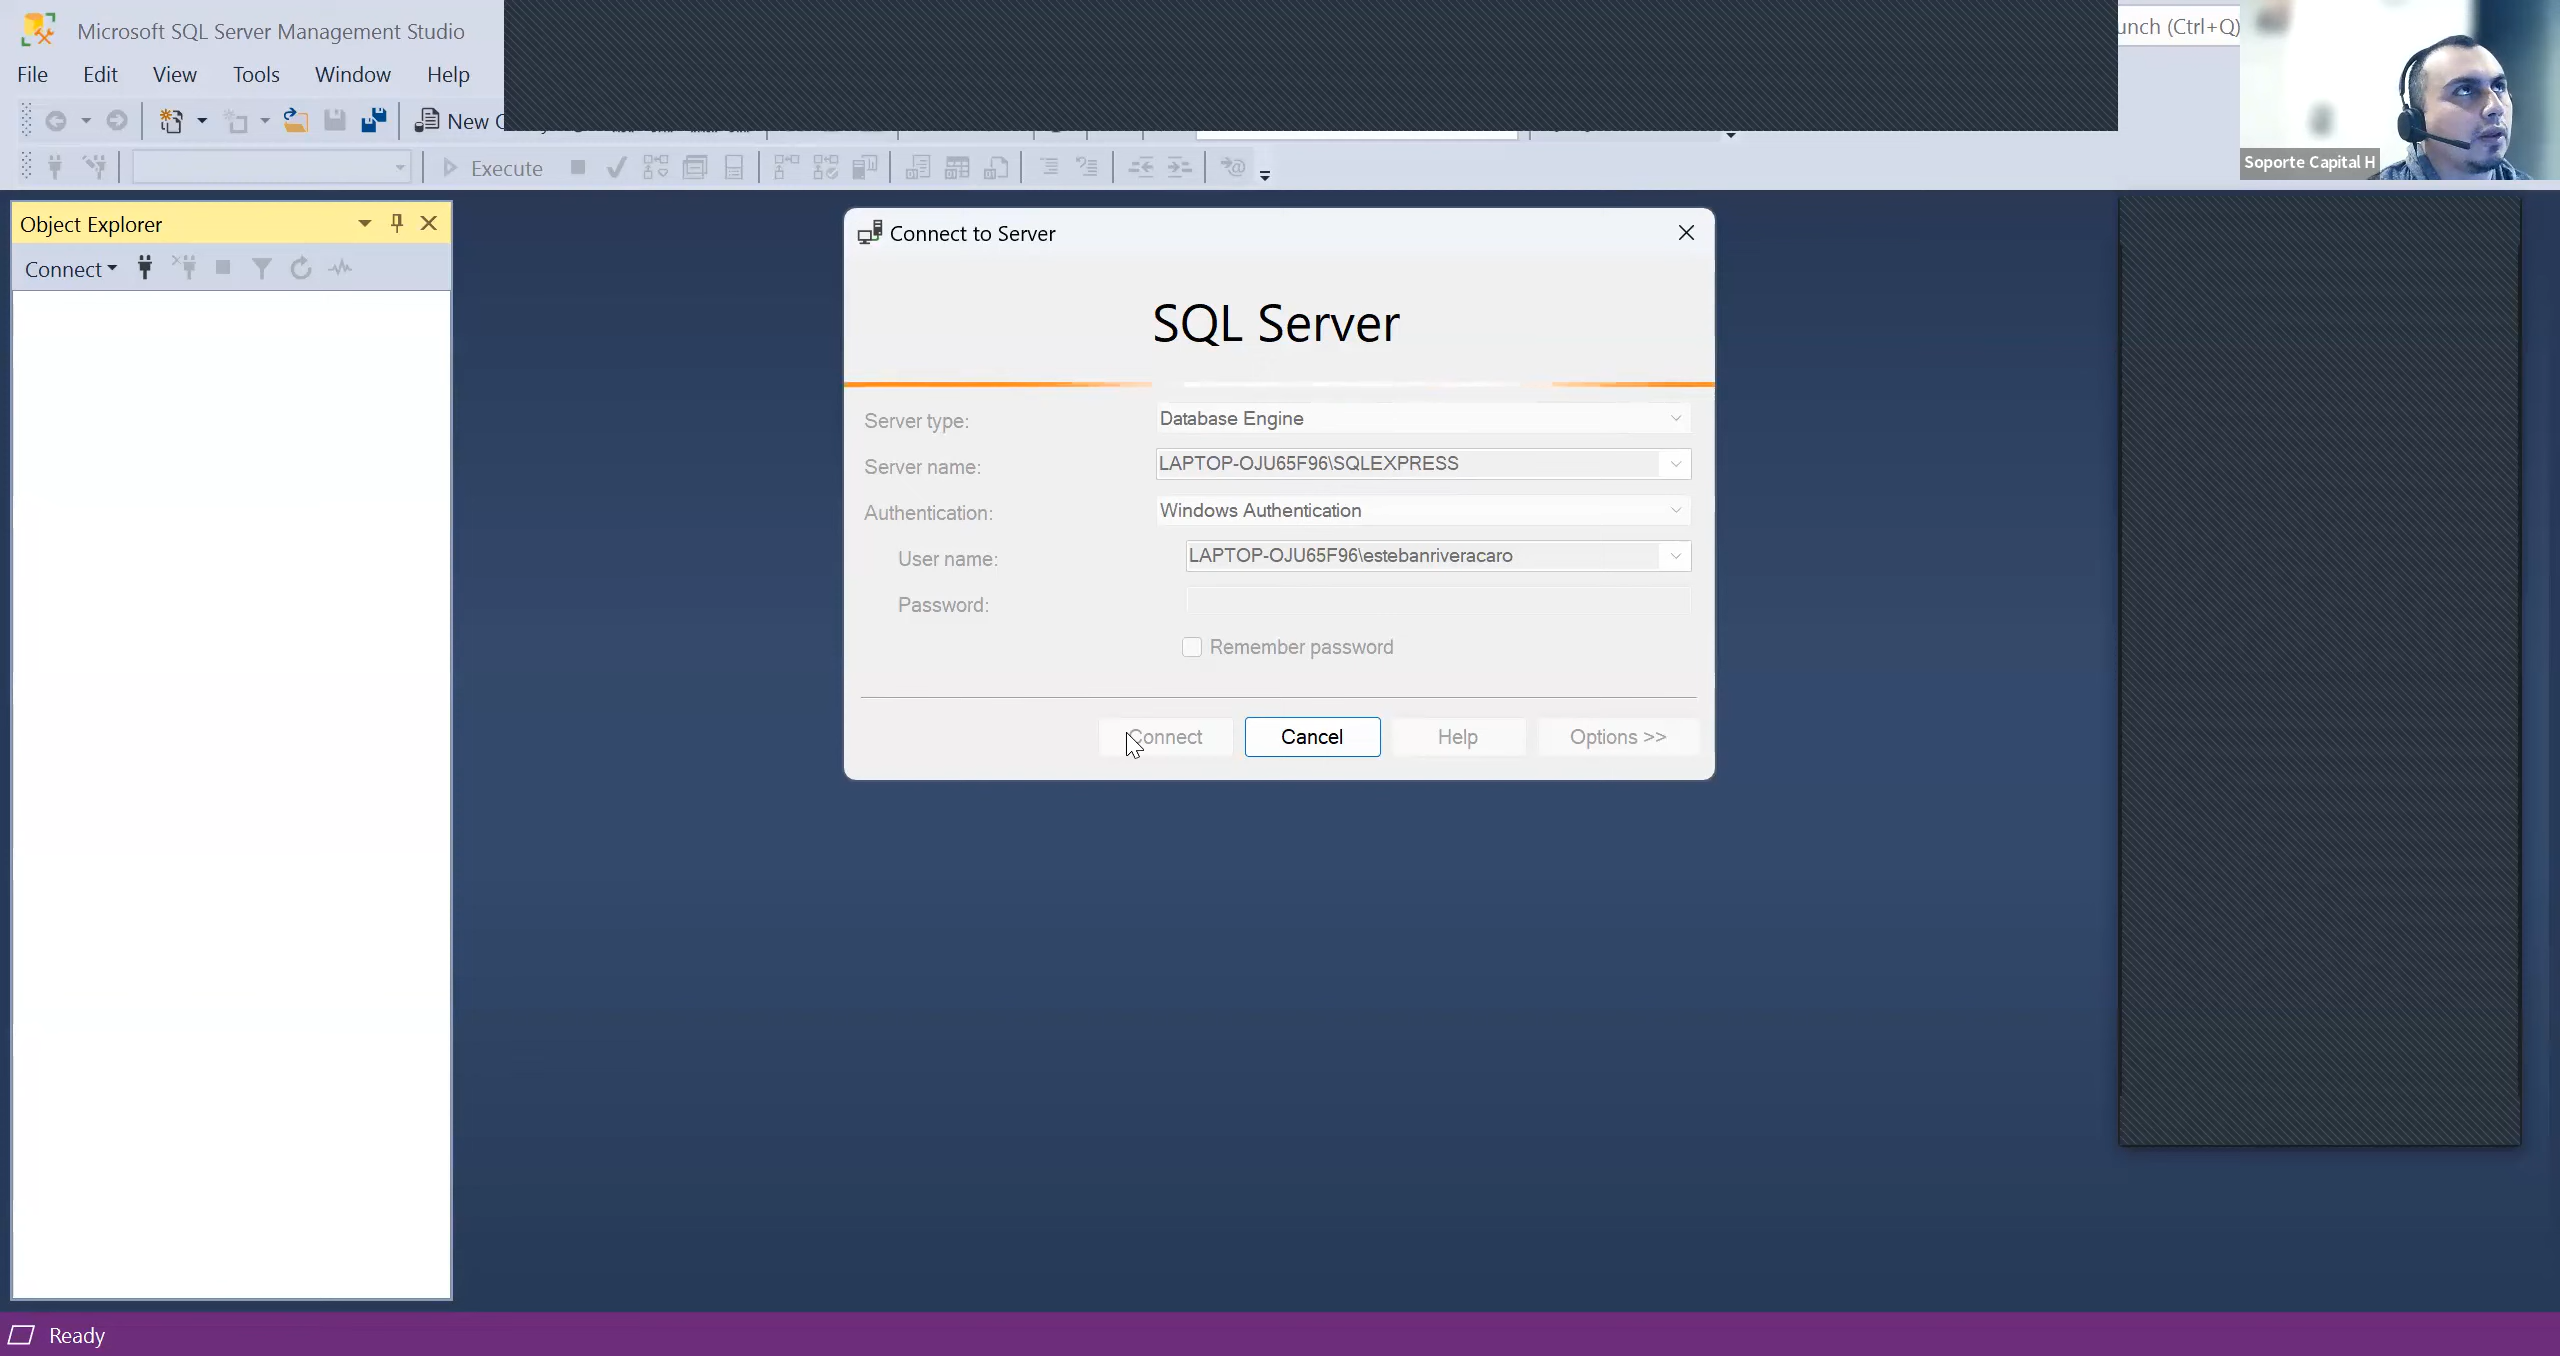 Microsoft SQL Server Management Studio
unch (Ctrl+Q)
File Edit View Tools Window Help
New
Execute
Soporte Capital H
Object Explorer
Connect
Connect to Server
SQL Server
Server type: Database Engine
Server name: LAPTOP-OJU65F96\SQLEXPRESS
Authentication: Windows Authentication
User name: LAPTOP-OJU65F96\estebanriveracaro
Password:
Remember password
Connect Cancel Help Options >>
Ready